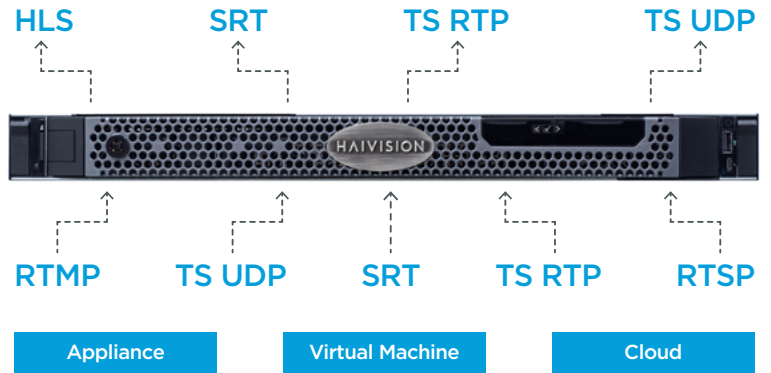 HLS SRT TS RTP TS UDP
HAIVISION
RTMP TS UDP SRT TS RTP RTSP
Appliance Virtual Machine Cloud